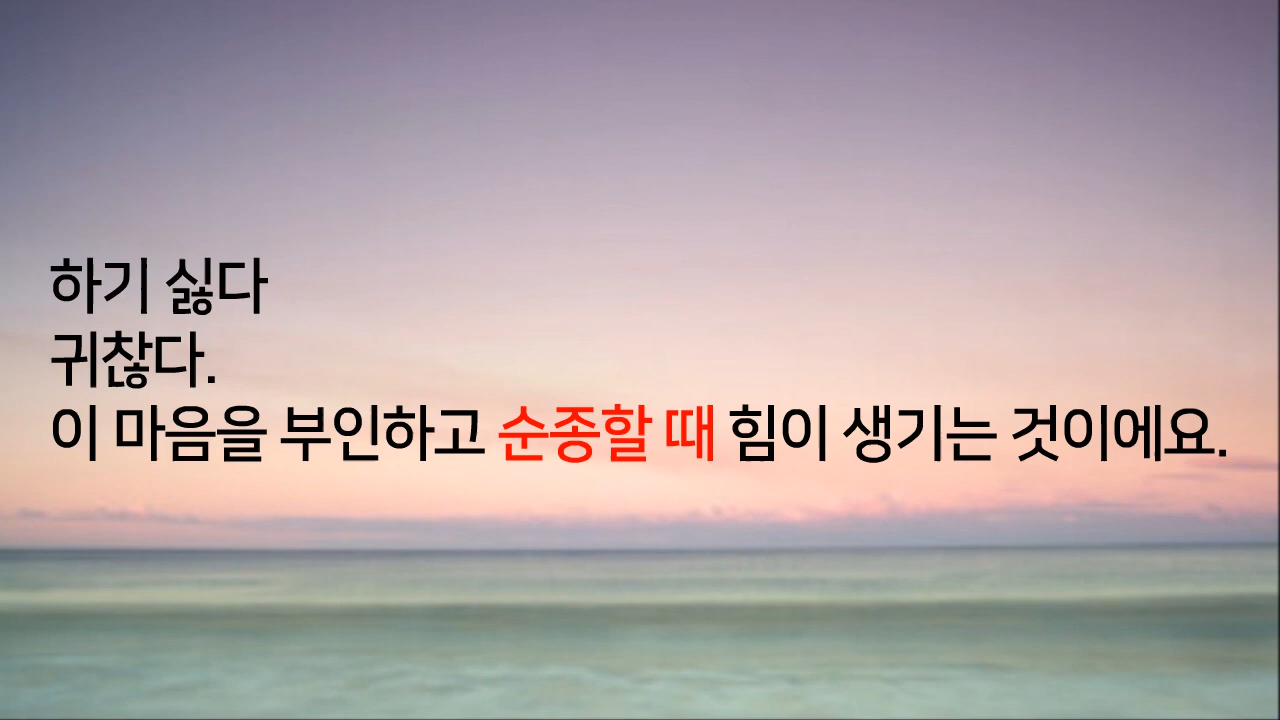 하기 싫다
귀찮다.
이 마음을 부인하고 순종할 때 힘이 생기는 것이에요.